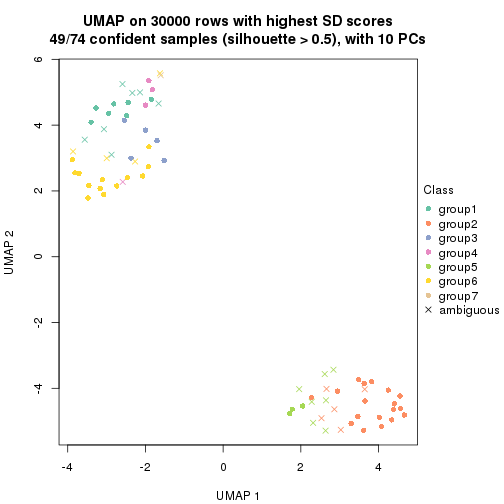 UMAP on 30000 rows with highest SD scores
49/74 confident samples (silhouette > 0.5), with 10 PCs
6
4
2
0
-2
-4
UMAP 2
-4
-2
0
2
4
UMAP 1
Class
group1
group2
group3
group4
group5
group6
group7
ambiguous